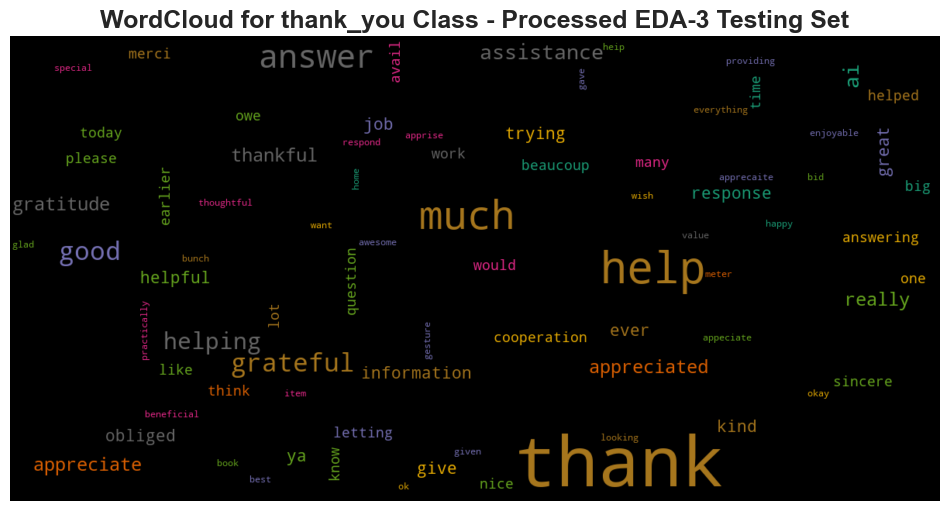 WordCloud for thank_you Class - Processed EDA-3 Testing Set
merci
special
answer
avail
assistance
heip
gave
providing
time
ai
helped
everything
today
please
owe
job
respond
apprise
thankful
work
trying
beaucoup
many
enjoyable
great
big
earlier
home
apprecaite
bid
response
wish
gratitude
thoughtful
want
much
value
happy
answering
glad
good
bunch
awesome
helpful
question
would
help
meter
one
really
practically
lot
helping
gesture
cooperation
ever
appeciate
grateful
information
appreciated
like
think
item
sincere
okay
beneficial
obliged
letting
kind
looking
thank
appreciate
book
best
ya
know
given
give
ok
nice